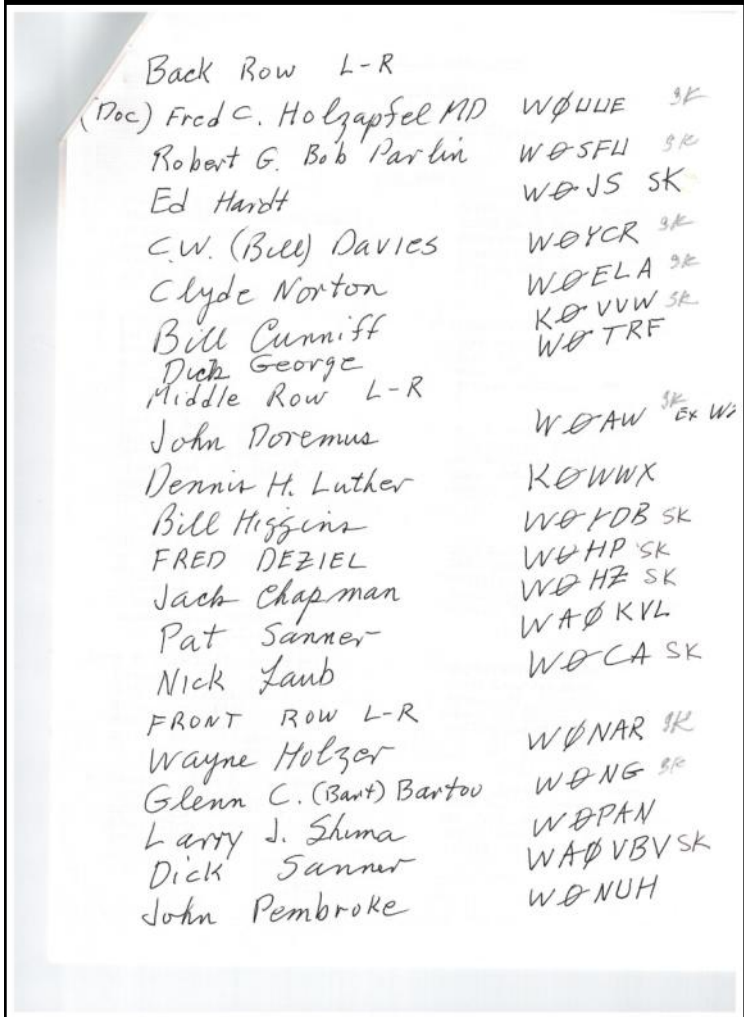 Back Row L-R
(Doc) Fred C. Holzapfel MD WØUUE SK
Robert G. Bob Parlin WØSFU SK
Ed Hardt WØJS SK
C.W. (Bill) Davies WØYCR SK
Clyde Norton WØELA SK
Bill Cunniff KØVVW SK
Dick George WØTRF
Middle Row L-R
John Doremus WØAW SK Ex
Dennis H. Luther KØWWX
Bill Higgins WØYDB SK
FRED DEZIEL WØHP SK
Jack Chapman WØHZ SK
Pat Sanner WAØKVL
Nick Laub WØCA SK
FRONT ROW L-R
Wayne Holzer WØNAR SK
Glenn C. (Bart) Bartov WØNG SK
Larry J. Shima WØPAN
Dick Sanner WAØVBV SK
John Pembroke WØNUH